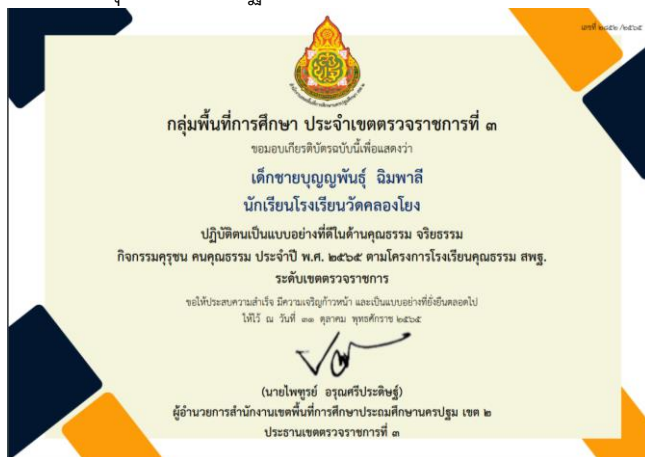 เลขที่ ๒๑๕๒ /๒๕๖๕
กลุ่มพื้นที่การศึกษา ประจำเขตตรวจราชการที่ ๓
ขอมอบเกียรติบัตรฉบับนี้เพื่อแสดงว่า
เด็กชายบุญญพันธุ์ ฉิมพาลี
นักเรียนโรงเรียนวัดคลองโยง
ปฏิบัติตนเป็นแบบอย่างที่ดีในด้านคุณธรรม จริยธรรม
กิจกรรมคุรุชน คนคุณธรรม ประจำปี พ.ศ. ๒๕๖๕ ตามโครงการโรงเรียนคุณธรรม สพฐ.
ระดับเขตตรวจราชการ
ขอให้ประสบความสำเร็จ มีความเจริญก้าวหน้า และเป็นแบบอย่างที่ยั่งยืนตลอดไป
ให้ไว้ ณ วันที่ ๓๑ ตุลาคม พุทธศักราช ๒๕๖๕
(นายไพฑูรย์ อรุณศรีประดิษฐ์)
ผู้อำนวยการสำนักงานเขตพื้นที่การศึกษาประถมศึกษานครปฐม เขต ๒
ประธานเขตตรวจราชการที่ ๓